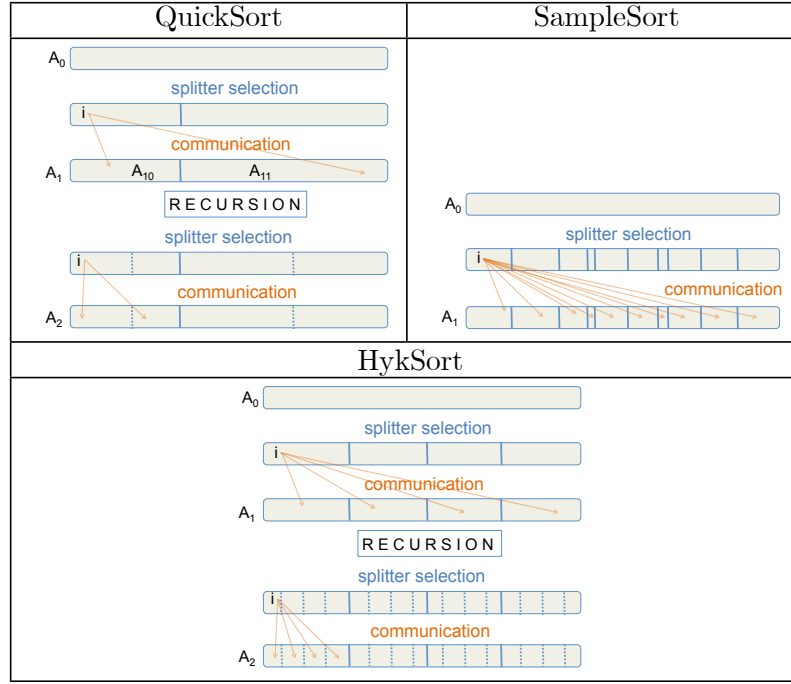 QuickSort
A0
splitter selection
i
communication
A1 A10 A11
RECURSION
splitter selection
i
communication
A2
SampleSort
A0
splitter selection
i
communication
A1
HykSort
A0
splitter selection
i
communication
A1
RECURSION
splitter selection
i
communication
A2